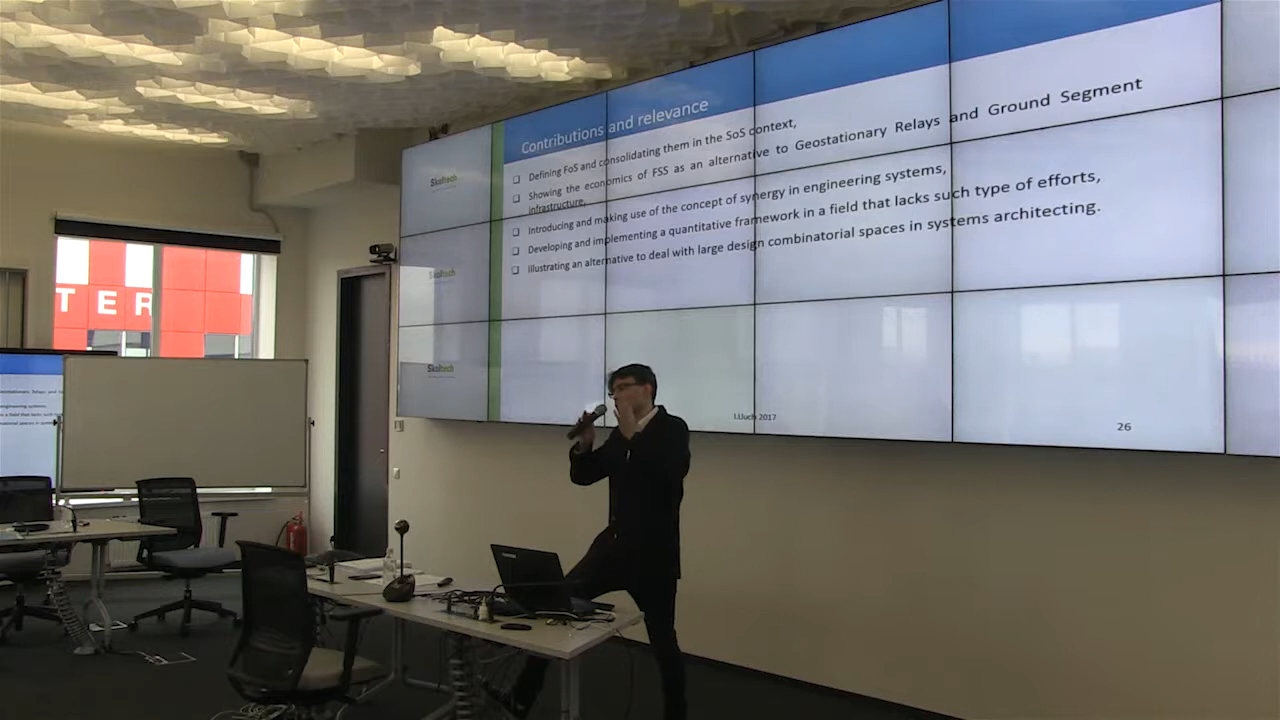 Contributions and relevance
Skoltech
❑ Defining FoS and consolidating them in the SoS context,
❑ Showing the economics of FSS as an alternative to Geostationary Relays and Ground Segment
infrastructure,
❑ Introducing and making use of the concept of synergy in engineering systems,
❑ Developing and implementing a quantitative framework in a field that lacks such type of efforts,
❑ Illustrating an alternative to deal with large design combinatorial spaces in systems architecting.
Skoltech
Skoltech
I.Lluch 2017
26
TER